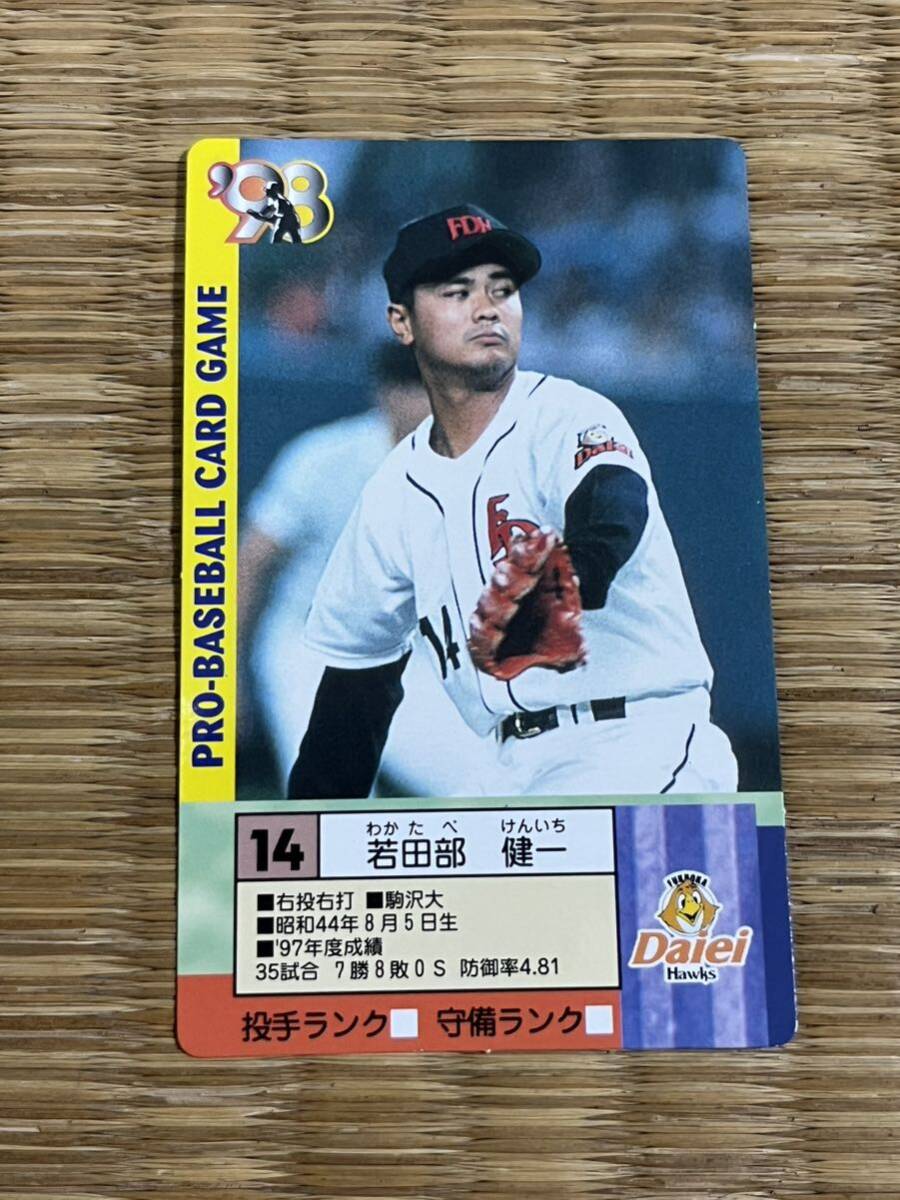 '98
PRO-BASEBALL CARD GAME
FDH
Daiei
FD
14
14
わかたべ けんいち
若田部 健一
■右投右打 ■駒沢大
■昭和44年8月5日生
■'97年度成績
35試合 7勝8敗0S 防御率4.81
投手ランク 守備ランク
FUKUOKA
Daiei
Hawks